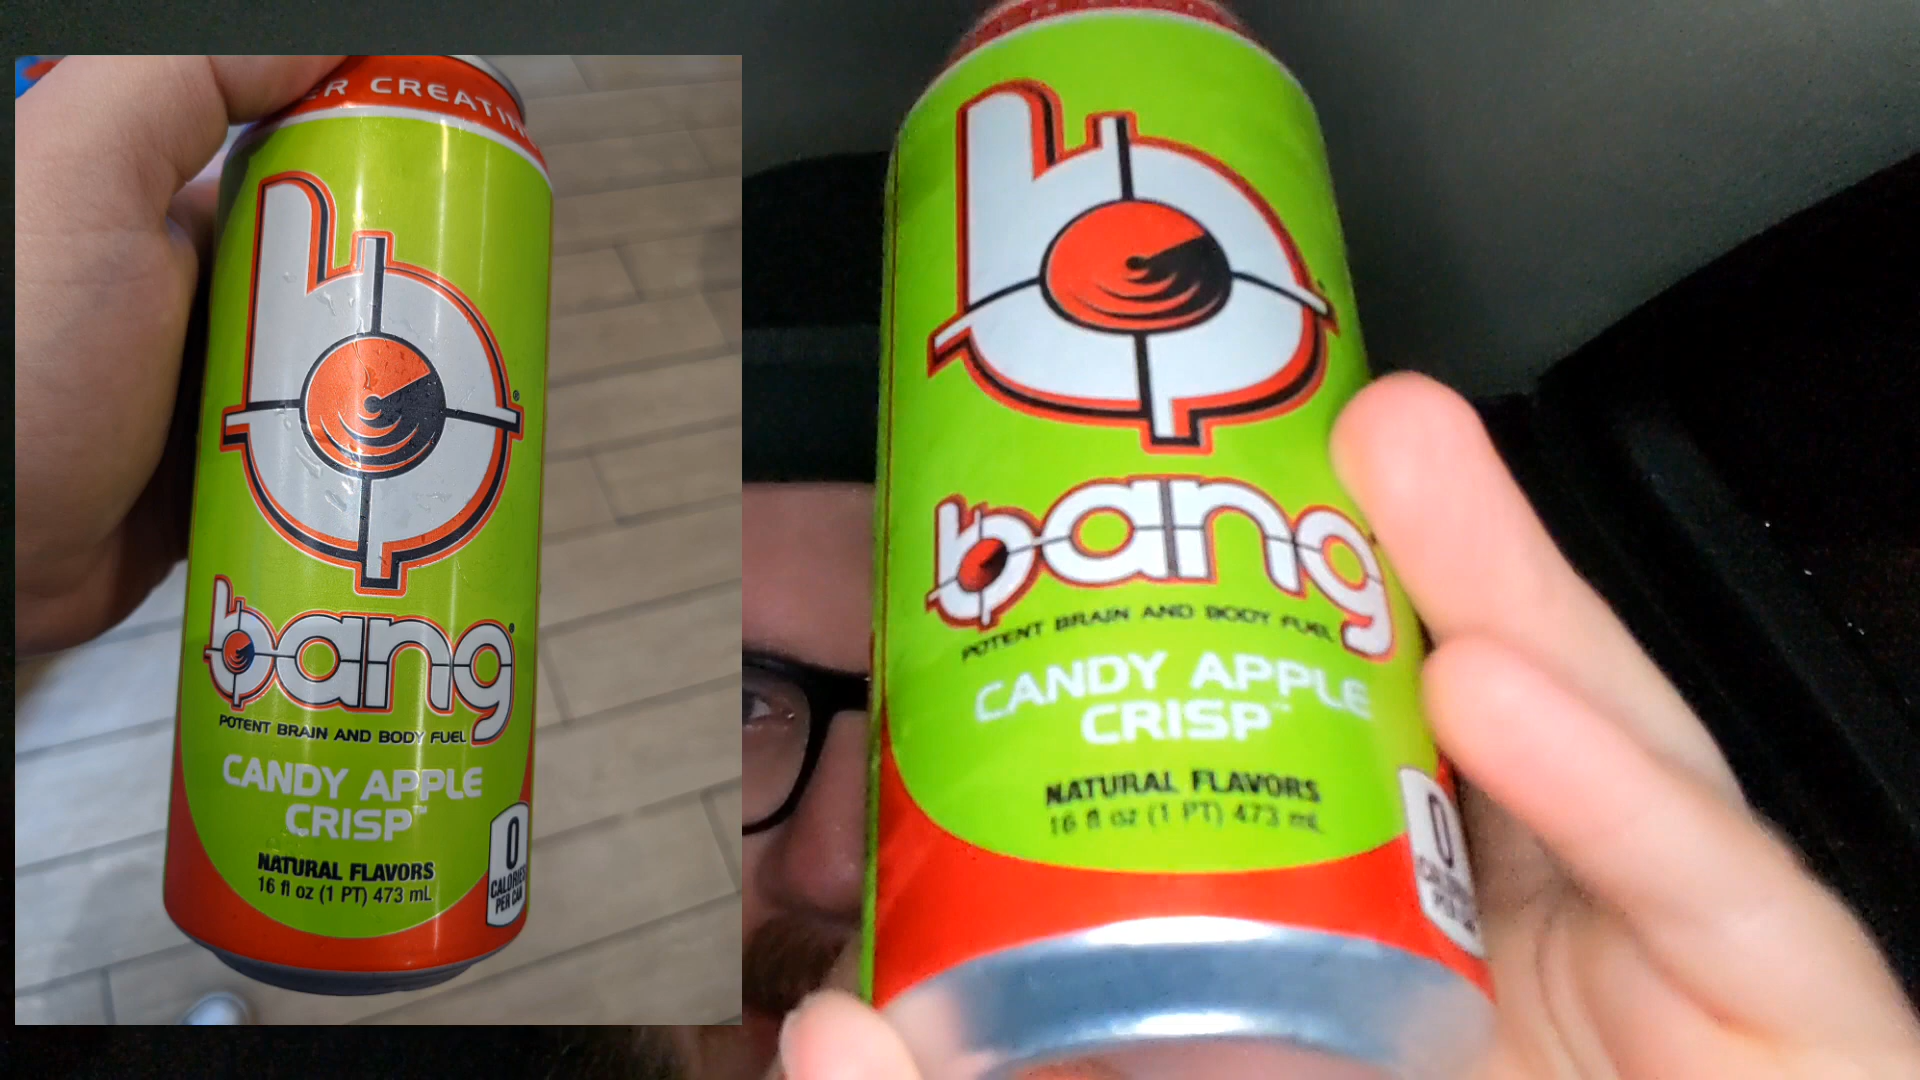 CREATIN
bang
POTENT BRAIN AND BODY FUEL
CANDY APPLE
CRISP™
NATURAL FLAVORS
16 fl oz (1 PT) 473 mL
0
CALORIES
PER CAN
bang
POTENT BRAIN AND BODY FUEL
CANDY APPLE
CRISP™
NATURAL FLAVORS
16 fl oz (1 PT) 473 mL
0